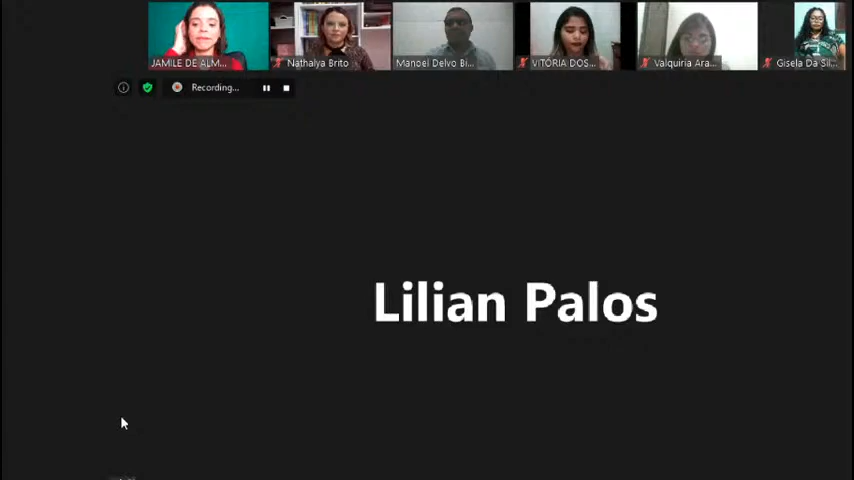 JAMILE DE ALM...
Nathalya Brito
Manoel Delvo Bi...
VITÓRIA DOS...
Valquiria Ara...
Gisela Da Sil...
Recording...
Lilian Palos